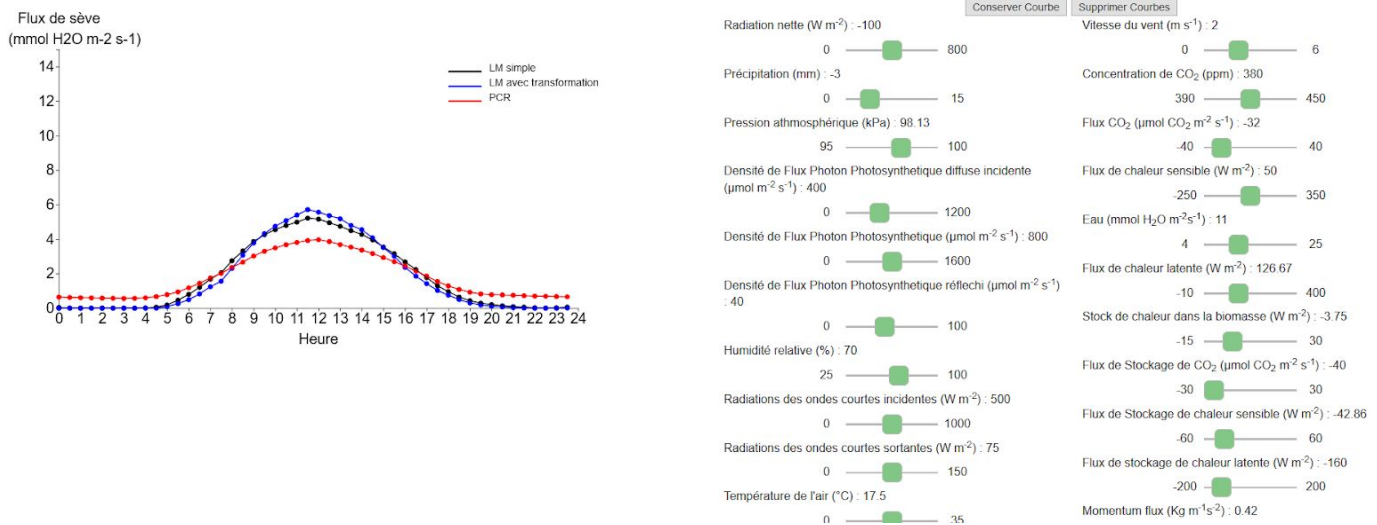 Flux de sève
(mmol H2O m-2 s-1)
14
12
10
8
6
4
2
0
0 1 2 3 4 5 6 7 8 9 10 11 12 13 14 15 16 17 18 19 20 21 22 23 24
Heure
LM simple
LM avec transformation
PCR
Conserver Courbe Supprimer Courbes
Radiation nette (W m-2) : -100
0 800
Précipitation (mm) : -3
0 15
Pression athmosphérique (kPa) : 98.13
95 100
Densité de Flux Photon Photosynthetique diffuse incidente
(µmol m-2 s-1) : 400
0 1200
Densité de Flux Photon Photosynthetique (µmol m-2 s-1) : 800
0 1600
Densité de Flux Photon Photosynthetique réflechi (µmol m-2 s-1)
: 40
0 100
Humidité relative (%) : 70
25 100
Radiations des ondes courtes incidentes (W m-2) : 500
0 1000
Radiations des ondes courtes sortantes (W m-2) : 75
0 150
Température de l'air (°C) : 17.5
0 35
Vitesse du vent (m s-1) : 2
0 6
Concentration de CO2 (ppm) : 380
390 450
Flux CO2 (µmol CO2 m-2 s-1) : -32
-40 40
Flux de chaleur sensible (W m-2) : 50
-250 350
Eau (mmol H2O m-2s-1) : 11
4 25
Flux de chaleur latente (W m-2) : 126.67
-10 400
Stock de chaleur dans la biomasse (W m-2) : -3.75
-15 30
Flux de Stockage de CO2 (µmol CO2 m-2 s-1) : -40
-30 30
Flux de Stockage de chaleur sensible (W m-2) : -42.86
-60 60
Flux de stockage de chaleur latente (W m-2) : -160
-200 200
Momentum flux (Kg m-1s-2) : 0.42